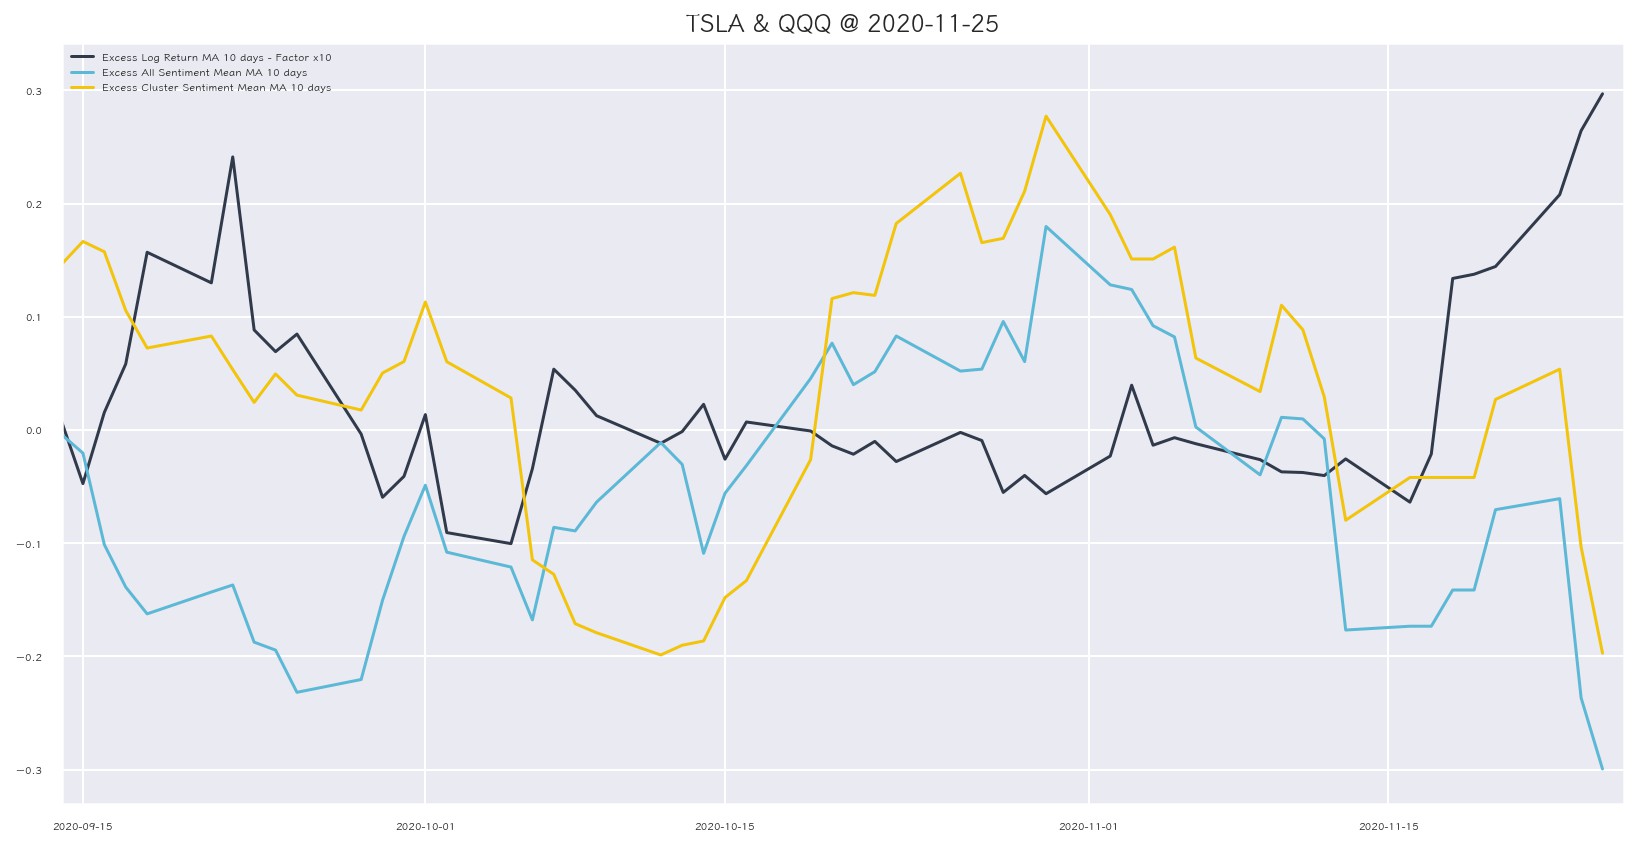 TSLA & QQQ @ 2020-11-25
Excess Log Return MA 10 days - Factor x10
Excess All Sentiment Mean MA 10 days
Excess Cluster Sentiment Mean MA 10 days
0.3
0.2
0.1
0.0
−0.1
−0.2
−0.3
2020-09-15 2020-10-01 2020-10-15 2020-11-01 2020-11-15